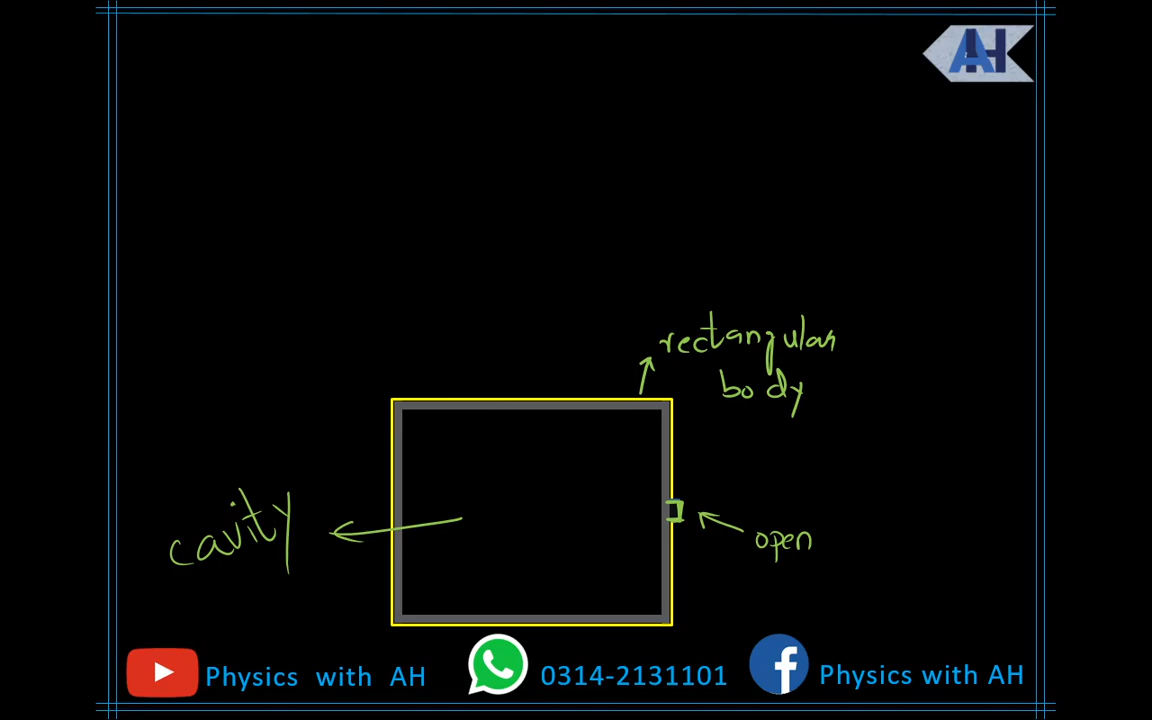 AH
rectangular
body
cavity
open
Physics with AH
0314-2131101
Physics with AH